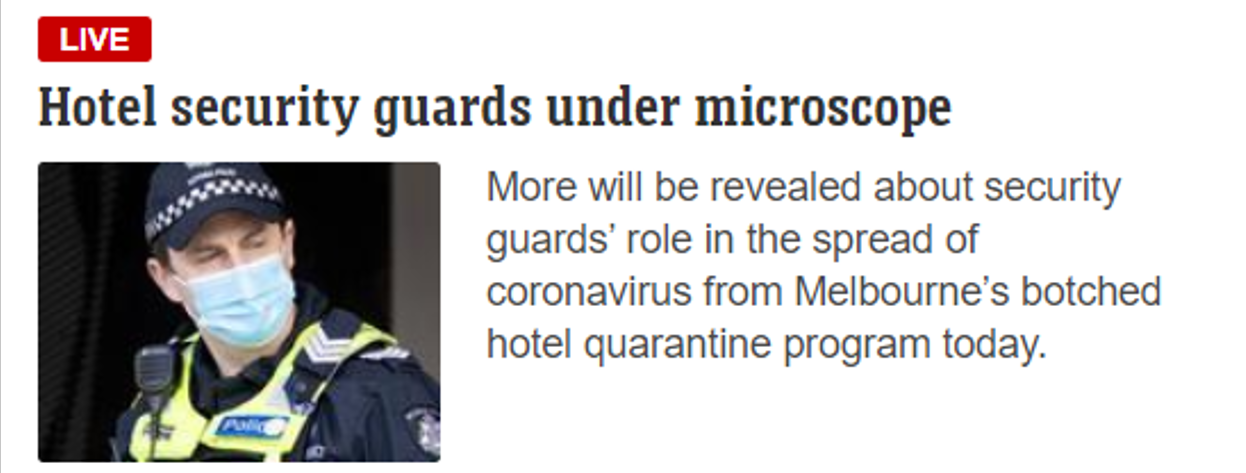 LIVE
Hotel security guards under microscope
More will be revealed about security
guards’ role in the spread of
coronavirus from Melbourne’s botched
hotel quarantine program today.
Police